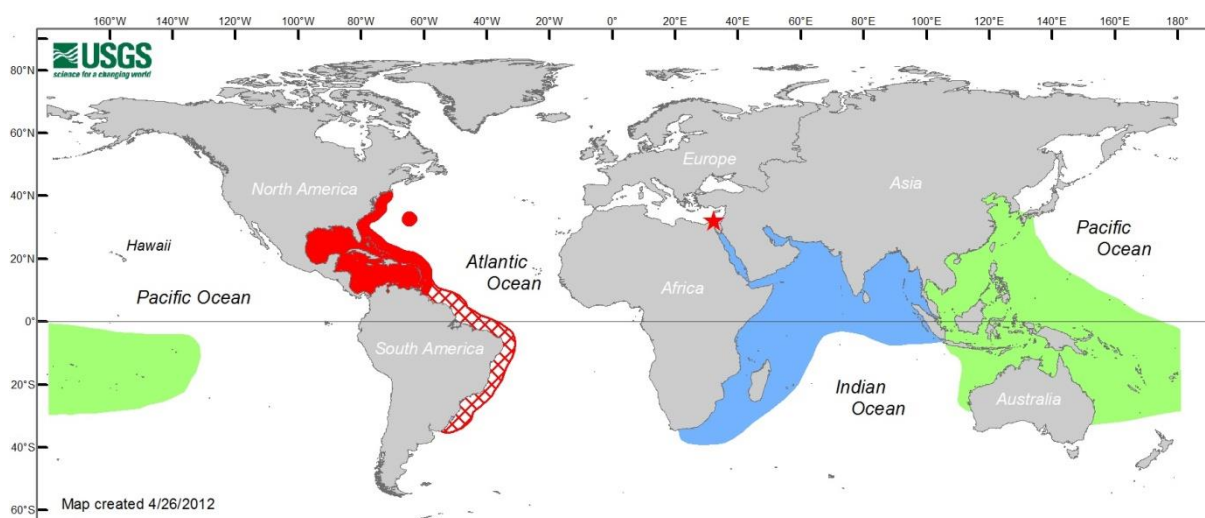 160°W 140°W 120°W 100°W 80°W 60°W 40°W 20°W 0° 20°E 40°E 60°E 80°E 100°E 120°E 140°E 160°E 180°
USGS
science for a changing world
80°N
60°N
Europe
North America
Asia
40°N
Hawaii
Atlantic
Ocean
Pacific
Ocean
20°N
Pacific Ocean
Africa
0°
South America
Indian
Ocean
Australia
20°S
40°S
Map created 4/26/2012
60°S